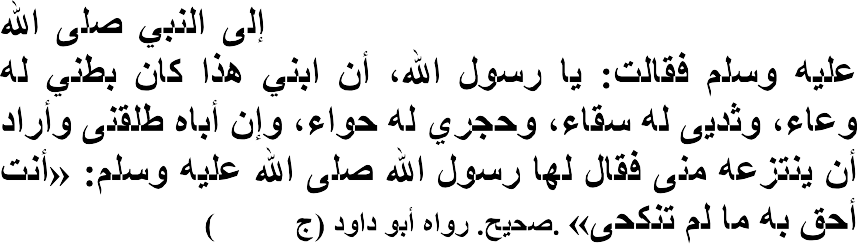 إلى النبي صلى الله
عليه وسلم فقالت: يا رسول الله، أن ابني هذا كان بطني له
وعاء، وثديى له سقاء، وحجري له حواء، وإن أباه طلقنى وأراد
أن ينتزعه منى فقال لها رسول الله صلى الله عليه وسلم: «أنت
أحق به ما لم تنكحى» .صحيح. رواه أبو داود (ج )